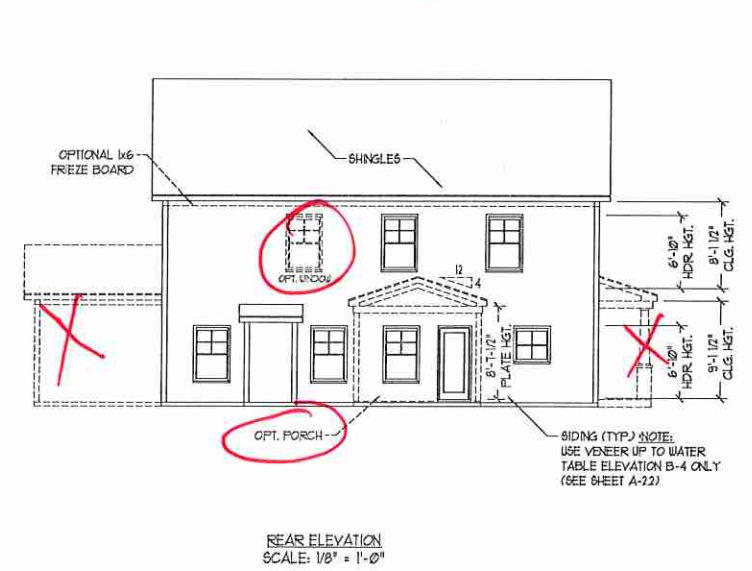 OPTIONAL 1x6
FRIEZE BOARD
SHINGLES
OPT. WINDOW
12
4
6'-10"
HDR. HGT.
8'-1 1/2"
CLG. HGT.
8'-1-1/2"
PLATE HGT.
6'-10"
HDR. HGT.
9'-1 1/2"
CLG. HGT.
OPT. PORCH
SIDING (TYP.) NOTE:
USE VENEER UP TO WATER
TABLE ELEVATION B-4 ONLY
(SEE SHEET A-2.2)
REAR ELEVATION
SCALE: 1/8" = 1'-0"